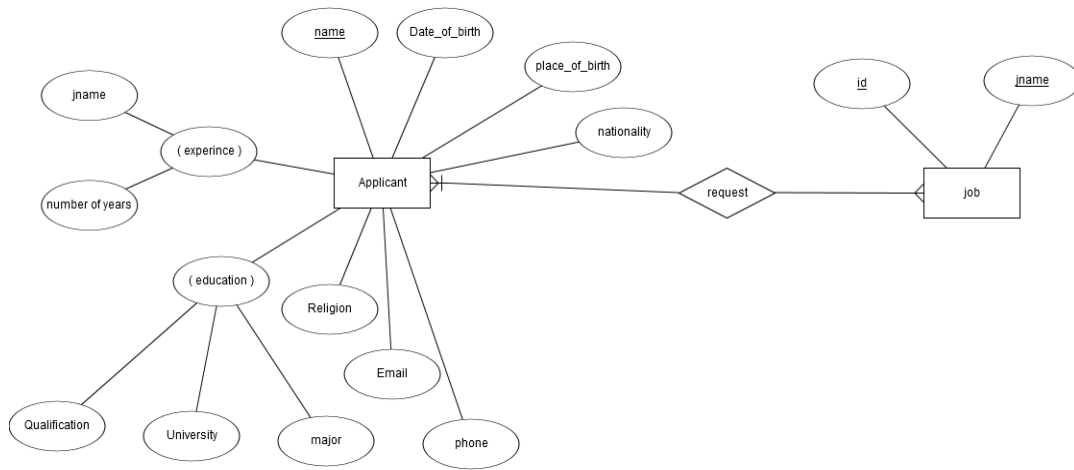 name
Date_of_birth
place_of_birth
jname
id
jname
nationality
( experince )
Applicant
request
job
number of years
( education )
Religion
Email
Qualification
University
major
phone